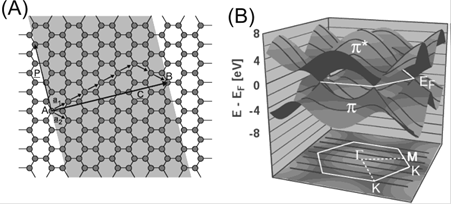 (A)
P
A
B
C
a₁
a₂
(B)
E - E_F [eV]
8
4
0
-4
-8
π*
E_F
π
Γ
M
K
K